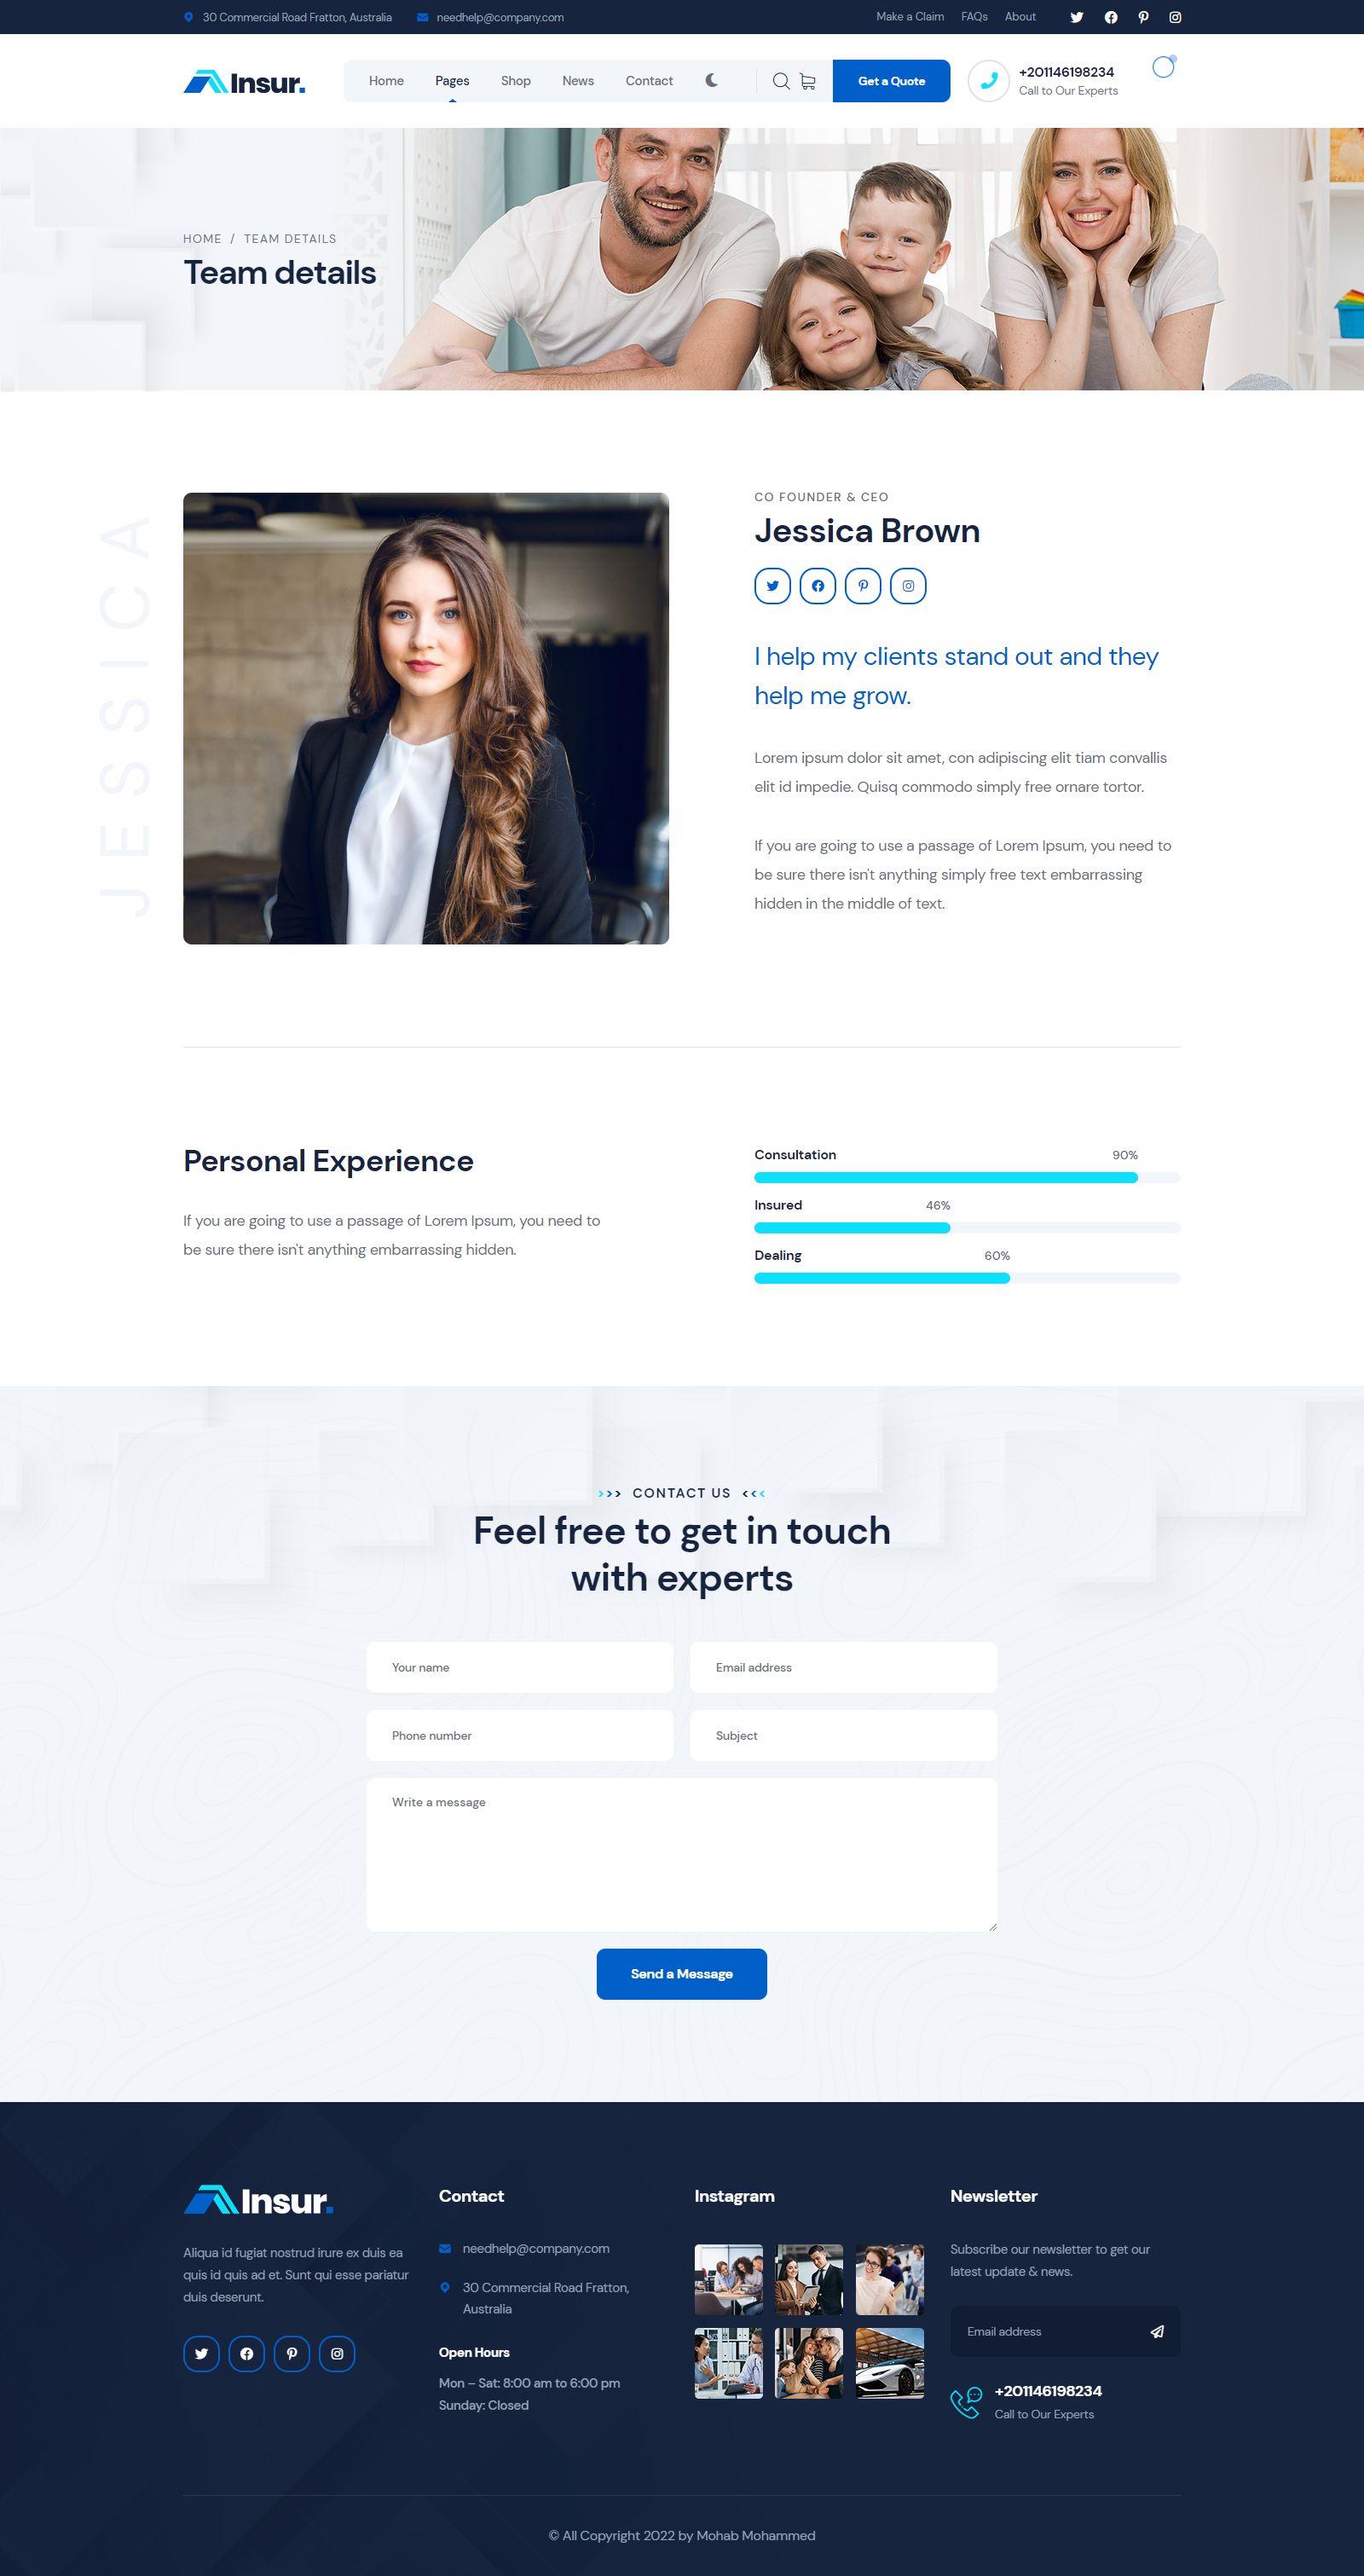 30 Commercial Road Fratton, Australia
needhelp@company.com
Make a Claim
FAQs
About
Insur.
Home
Pages
Shop
News
Contact
Get a Quote
+201146198234
Call to Our Experts
HOME / TEAM DETAILS
Team details
JESSICA
CO FOUNDER & CEO
Jessica Brown
I help my clients stand out and they
help me grow.
Lorem ipsum dolor sit amet, con adipiscing elit tiam convallis
elit id impedie. Quisq commodo simply free ornare tortor.
If you are going to use a passage of Lorem Ipsum, you need to
be sure there isn't anything simply free text embarrassing
hidden in the middle of text.
Personal Experience
If you are going to use a passage of Lorem Ipsum, you need to
be sure there isn't anything embarrassing hidden.
Consultation
90%
Insured
46%
Dealing
60%
>>> CONTACT US <<<
Feel free to get in touch
with experts
Your name
Email address
Phone number
Subject
Write a message
Send a Message
Insur.
Aliqua id fugiat nostrud irure ex duis ea
quis id quis ad et. Sunt qui esse pariatur
duis deserunt.
Contact
needhelp@company.com
30 Commercial Road Fratton,
Australia
Open Hours
Mon – Sat: 8:00 am to 6:00 pm
Sunday: Closed
Instagram
Newsletter
Subscribe our newsletter to get our
latest update & news.
Email address
+201146198234
Call to Our Experts
© All Copyright 2022 by Mohab Mohammed